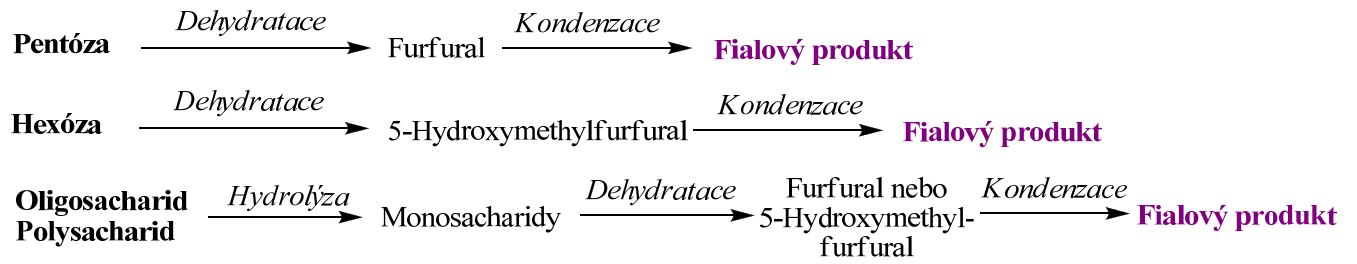 Dehydratace Kondenzace
Pentóza Furfural Fialový produkt
Dehydratace Kondenzace
Hexóza 5-Hydroxymethylfurfural Fialový produkt
Oligosacharid Hydrolýza Dehydratace Furfural nebo Kondenzace
Polysacharid Monosacharidy 5-Hydroxymethyl- Fialový produkt
furfural